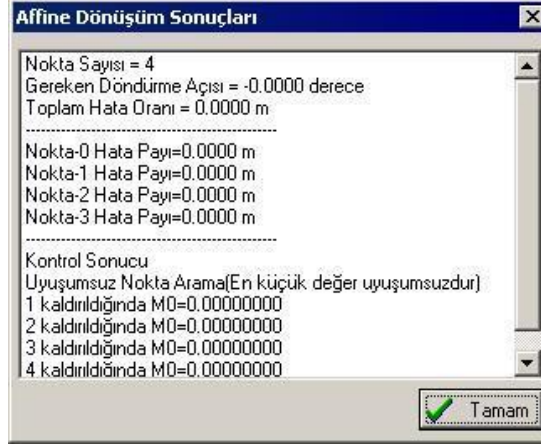 Affine Dönüşüm Sonuçları
Nokta Sayısı = 4
Gereken Döndürme Açısı = -0.0000 derece
Toplam Hata Oranı = 0.0000 m
------------------------------------------------
Nokta-0 Hata Payı=0.0000 m
Nokta-1 Hata Payı=0.0000 m
Nokta-2 Hata Payı=0.0000 m
Nokta-3 Hata Payı=0.0000 m
------------------------------------------------
Kontrol Sonucu
Uyuşumsuz Nokta Arama(En küçük değer uyuşumsuzdur)
1 kaldırıldığında M0=0.00000000
2 kaldırıldığında M0=0.00000000
3 kaldırıldığında M0=0.00000000
4 kaldırıldığında M0=0.00000000
Tamam